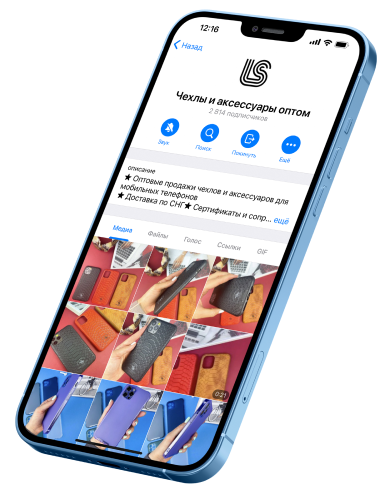 12:16
Назад
LS
Чехлы и аксессуары оптом
2 814 подписчиков
Звук
Поиск
Покинуть
Ещё
описание
★ Оптовые продажи чехлов и аксессуаров для
мобильных телефонов
★ Доставка по СНГ★ Сертификаты и сопр... ещё
Медиа Файлы Голос Ссылки GIF
0:21